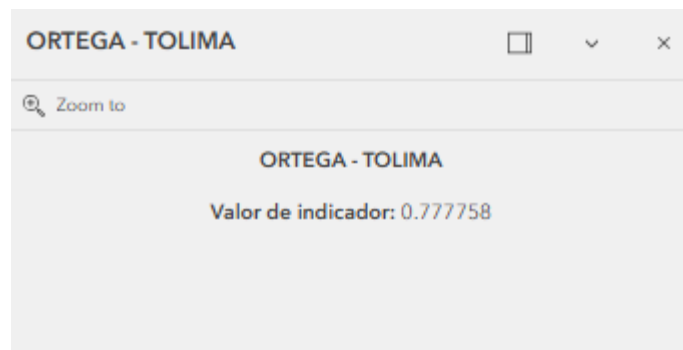 ORTEGA - TOLIMA
Zoom to
ORTEGA - TOLIMA
Valor de indicador: 0.777758